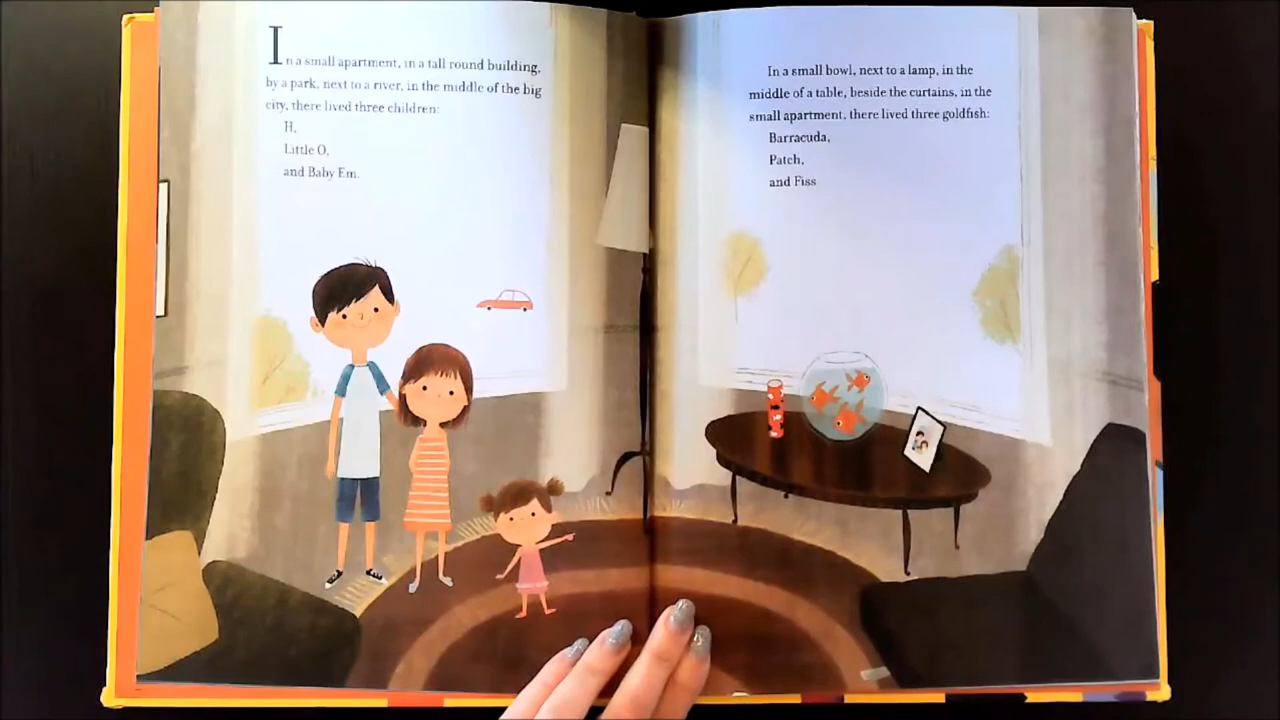 In a small apartment, in a tall round building,
by a park, next to a river, in the middle of the big
city, there lived three children:
H,
Little O,
and Baby Em.
In a small bowl, next to a lamp, in the
middle of a table, beside the curtains, in the
small apartment, there lived three goldfish:
Barracuda,
Patch,
and Fiss